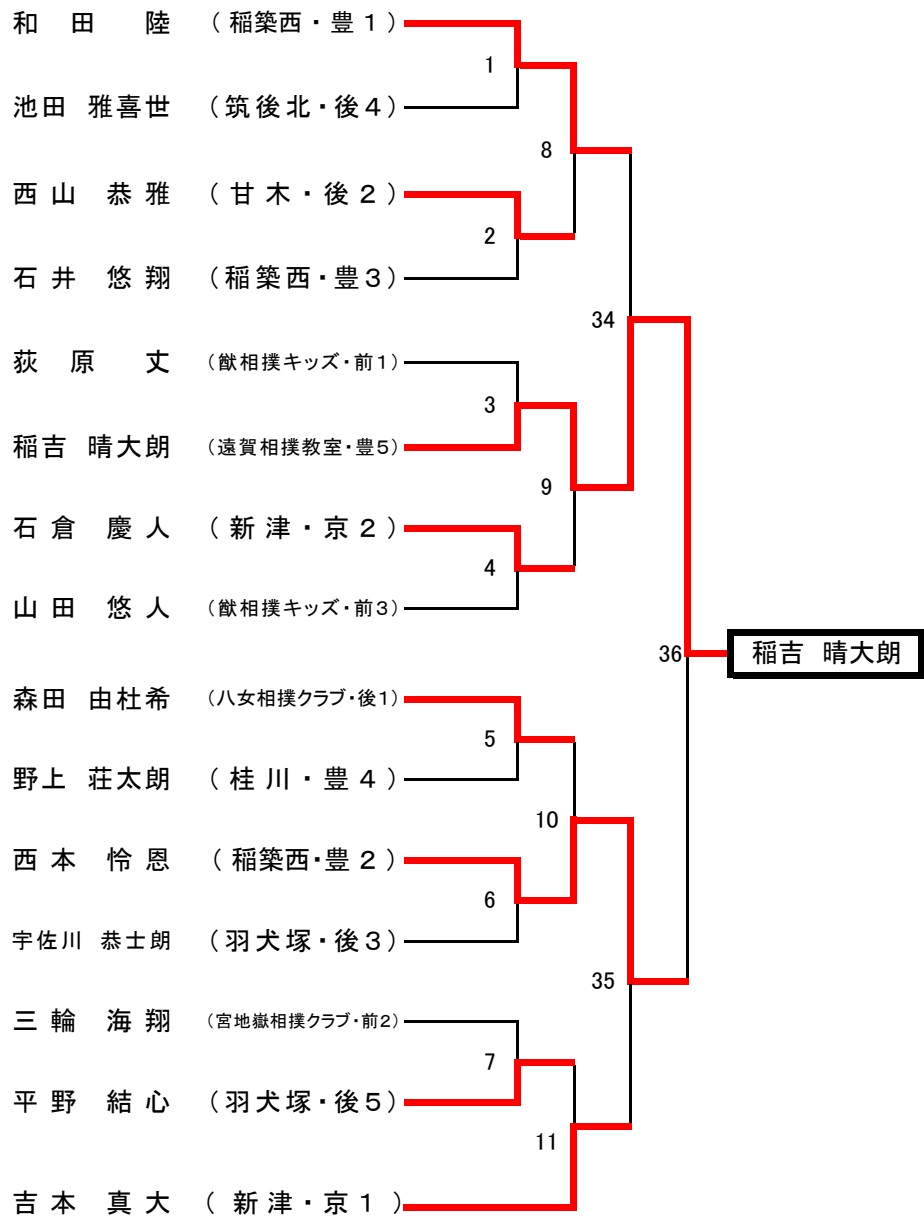 和田 陸 (稲築西・豊1)
1
池田 雅喜世 (筑後北・後4)
8
西山 恭雅 (甘木・後2)
2
石井 悠翔 (稲築西・豊3)
34
荻原 丈 (猷相撲キッズ・前1)
3
稲吉 晴大朗 (遠賀相撲教室・豊5)
9
石倉 慶人 (新津・京2)
4
山田 悠人 (猷相撲キッズ・前3)
36 稲吉 晴大朗
森田 由杜希 (八女相撲クラブ・後1)
5
野上 荘太朗 (桂川・豊4)
10
西本 怜恩 (稲築西・豊2)
6
宇佐川 恭士朗 (羽犬塚・後3)
35
三輪 海翔 (宮地嶽相撲クラブ・前2)
7
平野 結心 (羽犬塚・後5)
11
吉本 真大 (新津・京1)